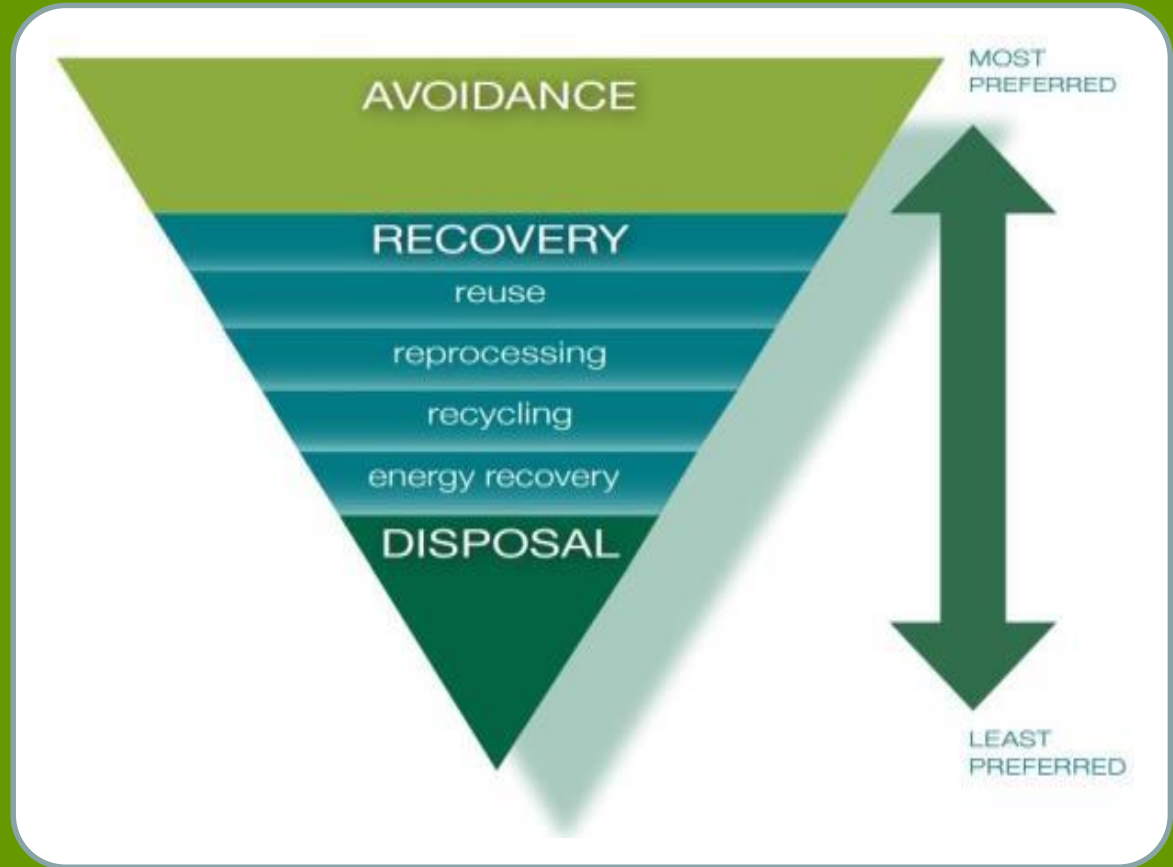 MOST
PREFERRED
AVOIDANCE
RECOVERY
reuse
reprocessing
recycling
energy recovery
DISPOSAL
LEAST
PREFERRED